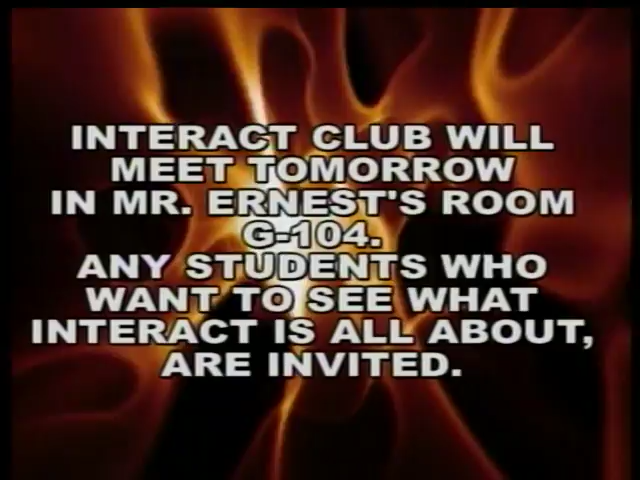 INTERACT CLUB WILL
MEET TOMORROW
IN MR. ERNEST'S ROOM
G-104.
ANY STUDENTS WHO
WANT TO SEE WHAT
INTERACT IS ALL ABOUT,
ARE INVITED.